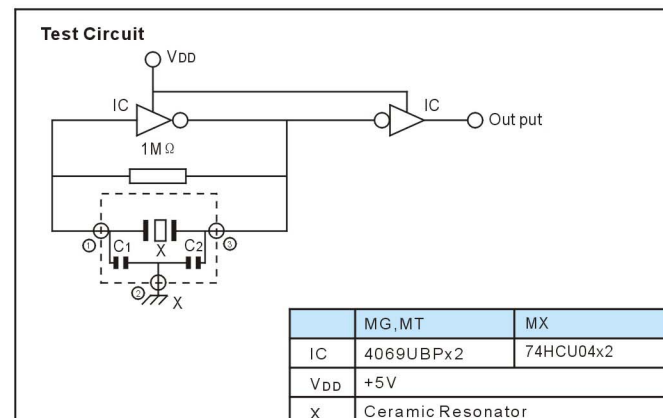 Test Circuit
VDD
IC
IC
Out put
1MΩ
① C1 X C2 ③
② X
MG,MT MX
IC 4069UBPx2 74HCU04x2
VDD +5V
X Ceramic Resonator